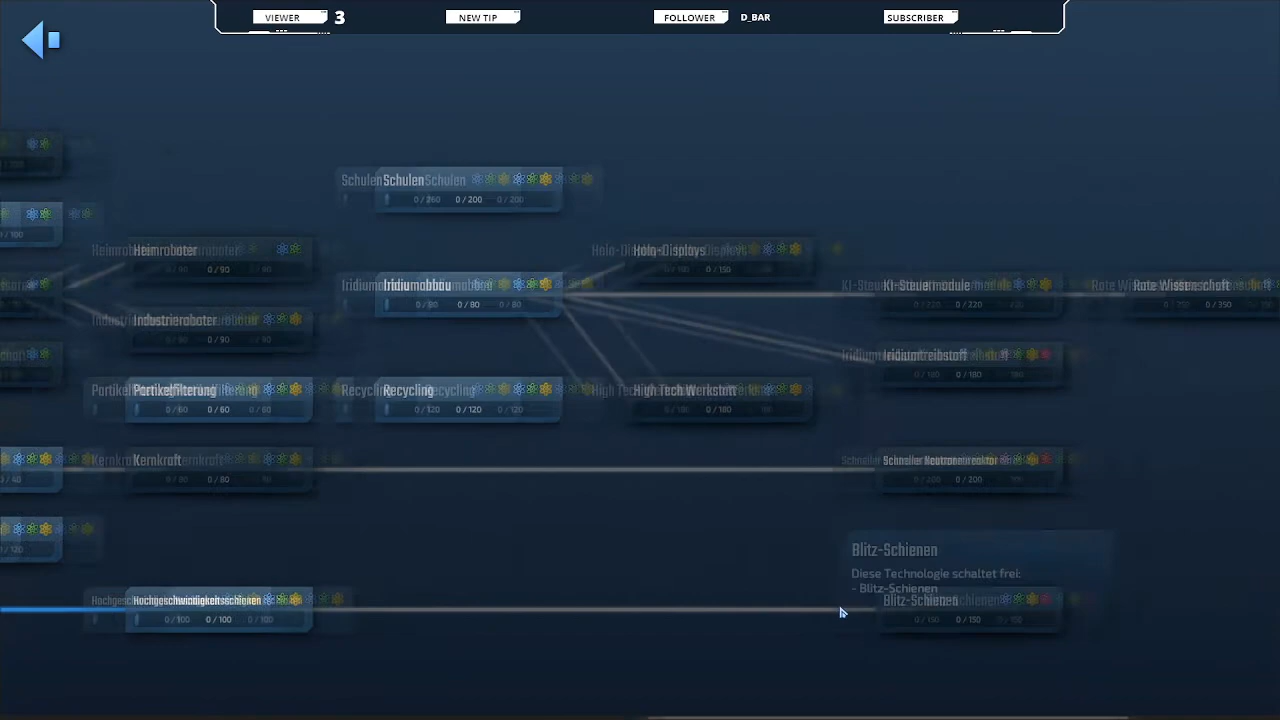 VIEWER 3 NEW TIP FOLLOWER D_BAR SUBSCRIBER
Schulen
0 / 200
Heimroboter
0 / 90
Holo-Displays
0 / 150
Iridiumabbau
0 / 80
KI-Steuermodule
0 / 220
Rote Wissenschaft
0 / 350
Industrieroboter
0 / 90
Iridiumtreibstoff
0 / 180
Partikelfilterung
0 / 60
Recycling
0 / 120
High Tech Werkstatt
0 / 180
Kernkraft
0 / 80
Schneller Neutronenreaktor
0 / 200
Blitz-Schienen
Diese Technologie schaltet frei:
- Blitz-Schienen
Hochgeschwindigkeitsschienen
0 / 100
Blitz-Schienen
0 / 150